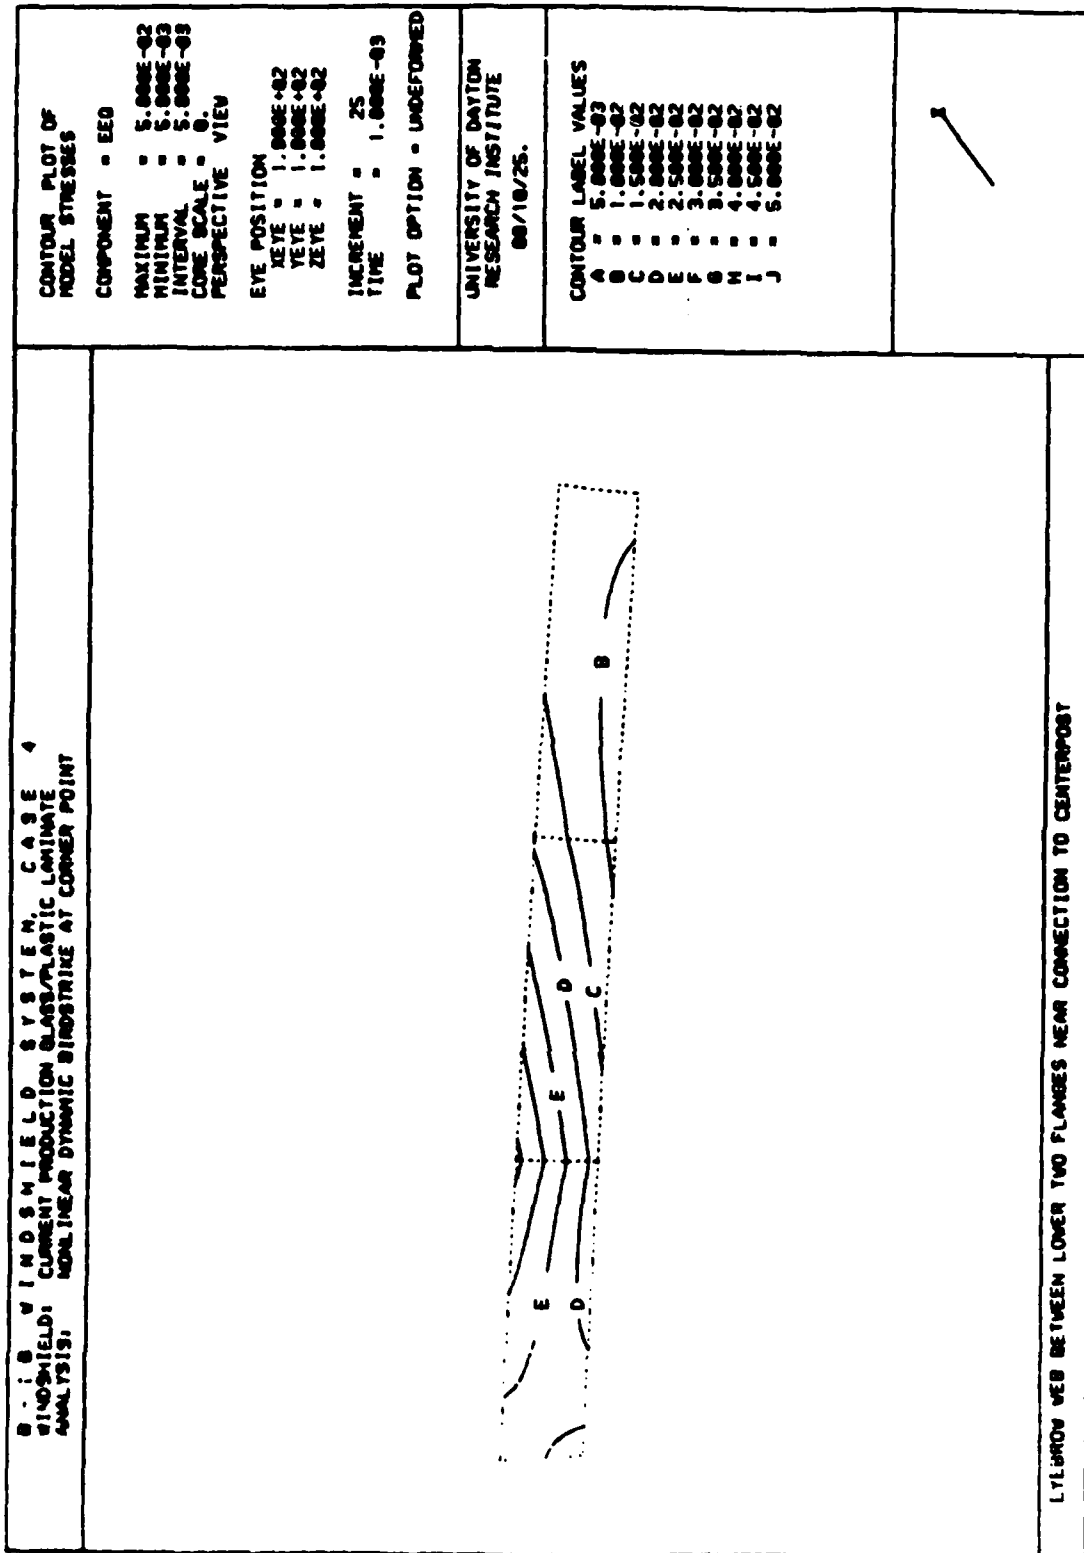 B-1B WINDSHIELD SYSTEM, CASE 4
WINDSHIELD: CURRENT PRODUCTION GLASS/PLASTIC LAMINATE
ANALYSIS: NONLINEAR DYNAMIC BIRDSTRIKE AT CORNER POINT
CONTOUR PLOT OF
MODEL STRESSES
COMPONENT = EEQ
MAXIMUM = 5.000E-02
MINIMUM = 5.000E-03
INTERVAL = 5.000E-03
CORE SCALE = 0.
PERSPECTIVE VIEW
EYE POSITION
XEYE = 1.000E+02
YEYE = 1.000E+02
ZEYE = 1.000E+02
INCREMENT = 25
TIME = 1.000E-03
PLOT OPTION = UNDEFORMED
UNIVERSITY OF DAYTON
RESEARCH INSTITUTE
CONTOUR LABEL VALUES
A = 5.000E-03
B = 1.000E-02
C = 1.500E-02
D = 2.000E-02
E = 2.500E-02
F = 3.000E-02
G = 3.500E-02
H = 4.000E-02
I = 4.500E-02
J = 5.000E-02
B
D
C
E
E
D
X
WEB BETWEEN LOWER TWO FLANGES NEAR CONNECTION TO CENTERPOST